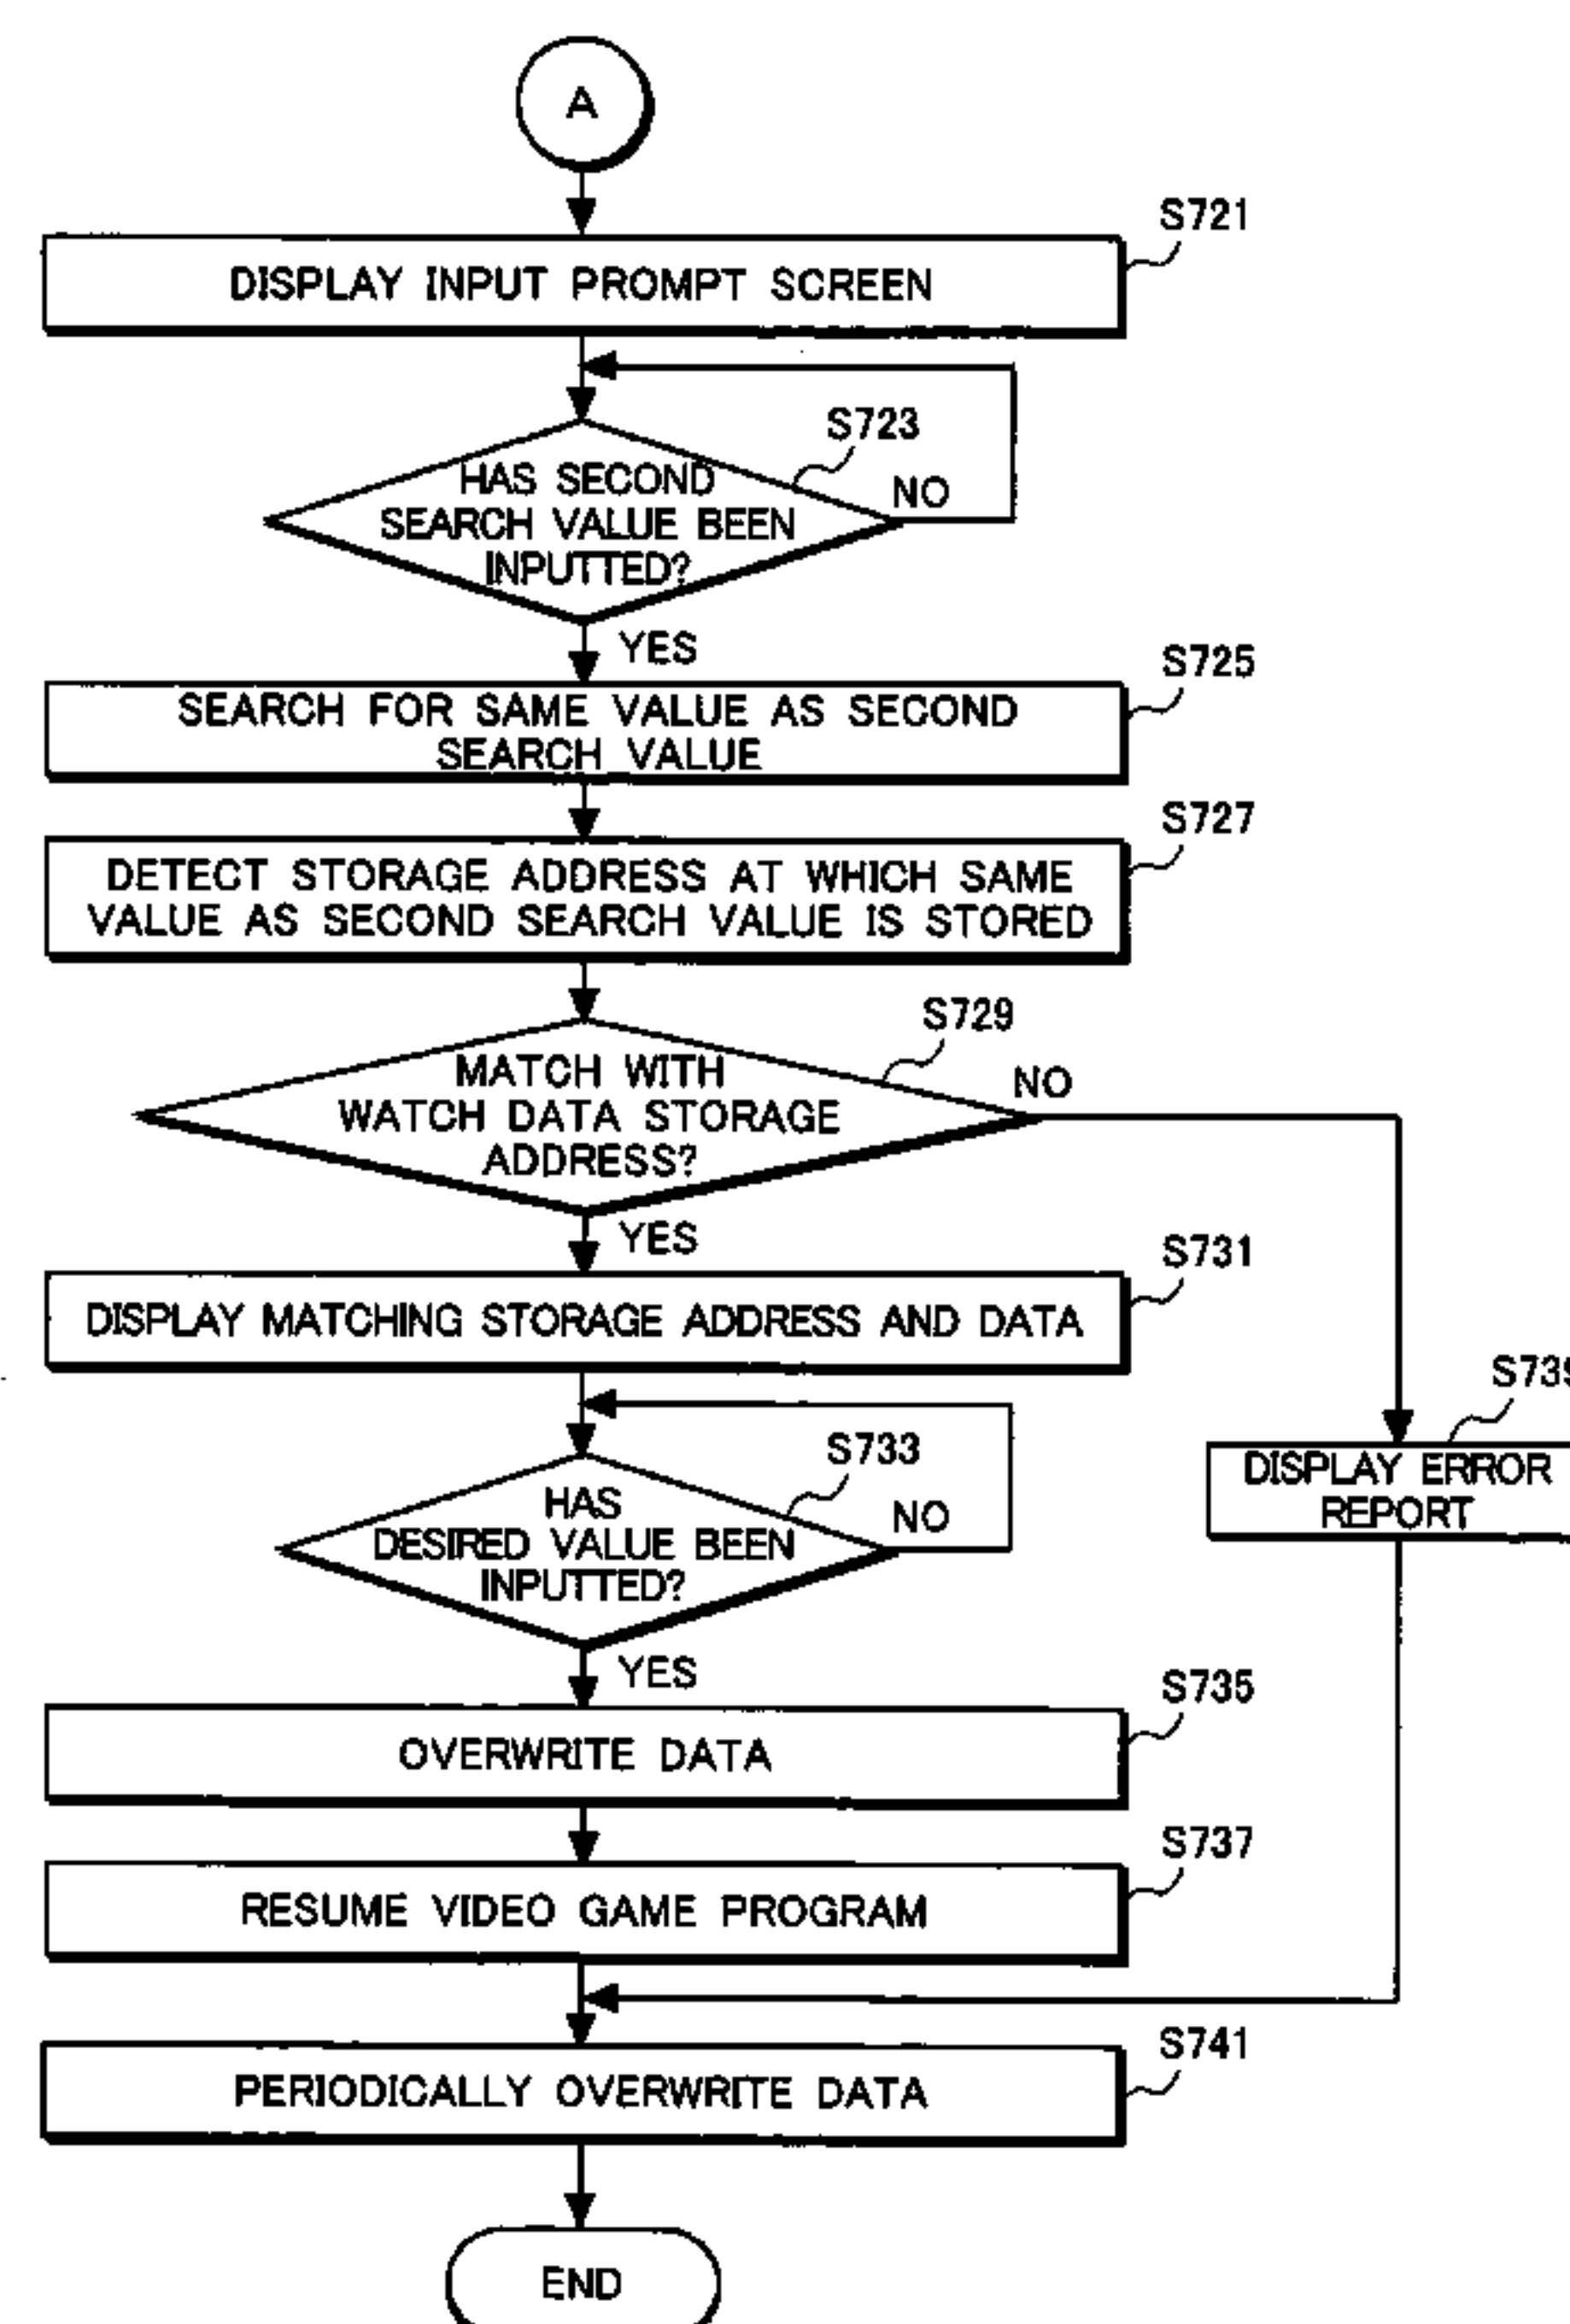 A
S721
DISPLAY INPUT PROMPT SCREEN
S723
HAS SECOND
SEARCH VALUE BEEN
INPUTTED?
NO
YES
S725
SEARCH FOR SAME VALUE AS SECOND
SEARCH VALUE
S727
DETECT STORAGE ADDRESS AT WHICH SAME
VALUE AS SECOND SEARCH VALUE IS STORED
S729
MATCH WITH
WATCH DATA STORAGE
ADDRESS?
NO
YES
S731
DISPLAY MATCHING STORAGE ADDRESS AND DATA
S739
DISPLAY ERROR
REPORT
S733
HAS
DESIRED VALUE BEEN
INPUTTED?
NO
YES
S735
OVERWRITE DATA
S737
RESUME VIDEO GAME PROGRAM
S741
PERIODICALLY OVERWRITE DATA
END